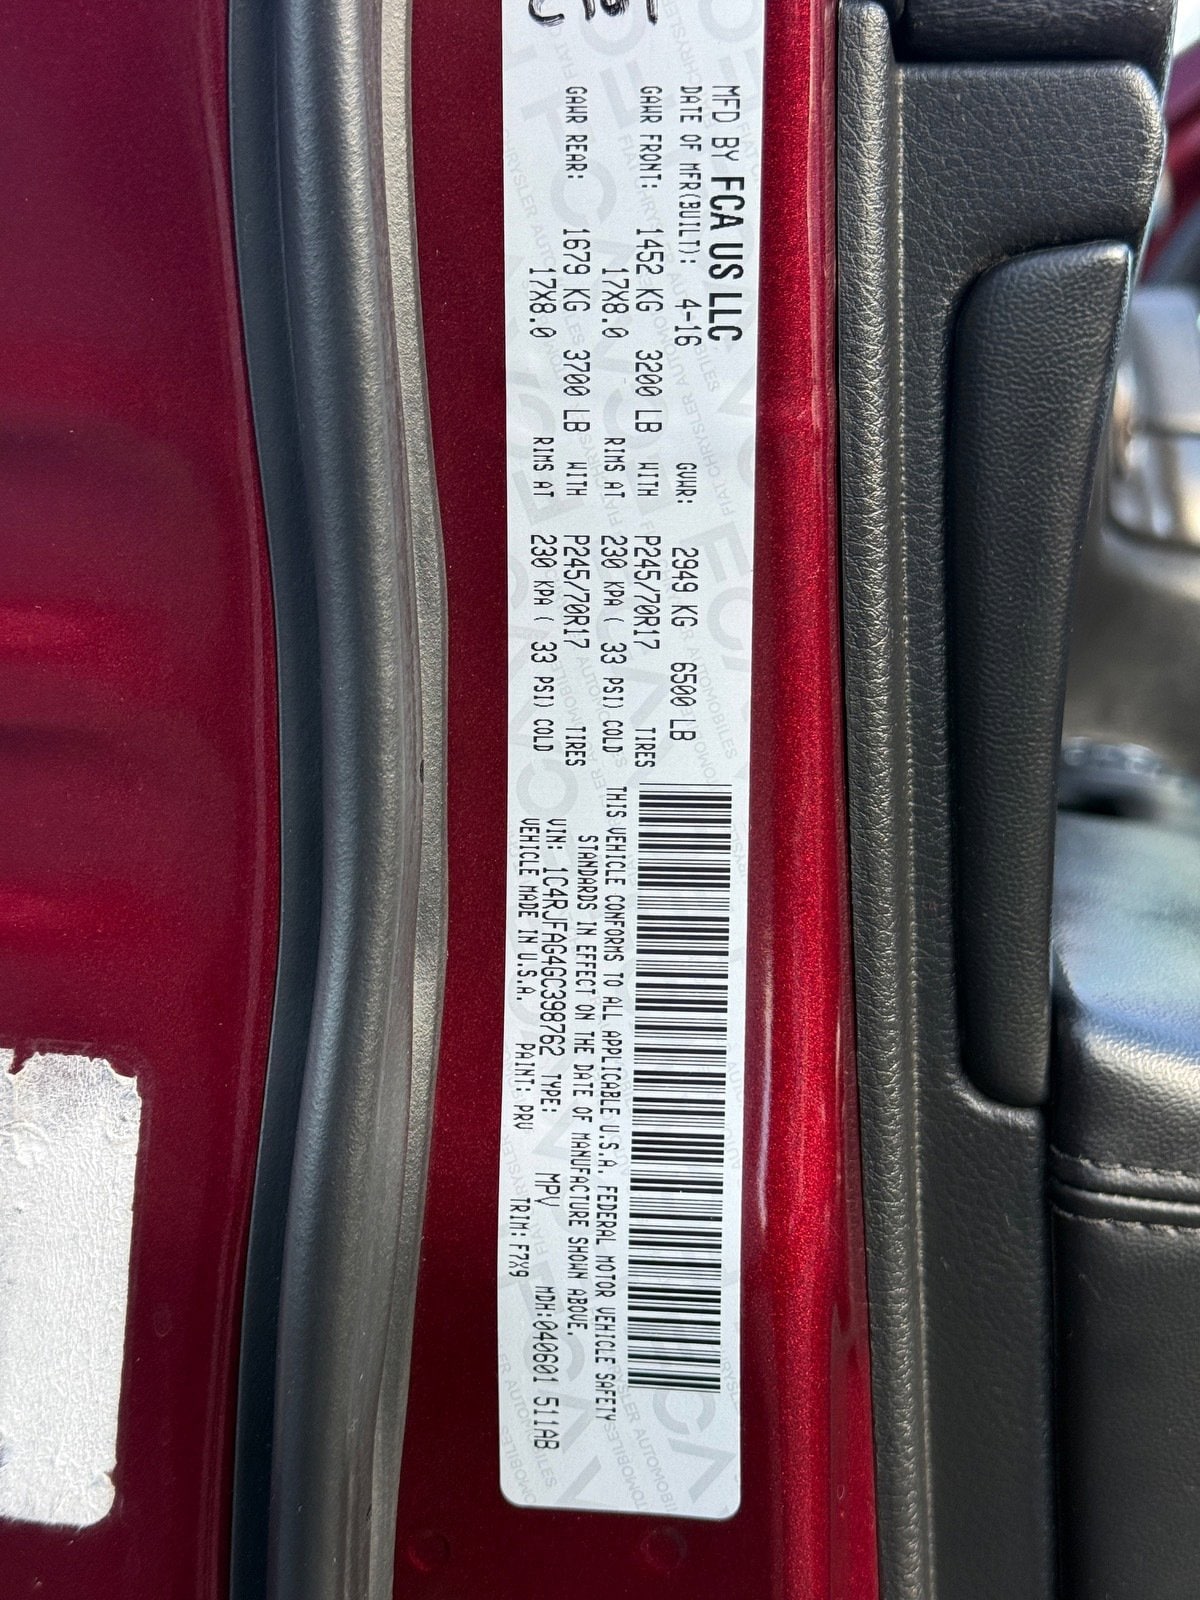 MFD BY FCA US LLC
DATE OF MFR(BUILT): 4-16 GVWR: 2949 KG 6500 LB
GAWR FRONT: 1452 KG 3200 LB WITH P245/70R17 TIRES
17X8.0 RIMS AT 230 KPA ( 33 PSI) COLD
GAWR REAR: 1679 KG 3700 LB WITH P245/70R17 TIRES
17X8.0 RIMS AT 230 KPA ( 33 PSI) COLD
THIS VEHICLE CONFORMS TO ALL APPLICABLE U.S.A. FEDERAL MOTOR VEHICLE SAFETY
STANDARDS IN EFFECT ON THE DATE OF MANUFACTURE SHOWN ABOVE.
VIN: 1C4RJFAG4GC398762 TYPE: MPV MDH:040601 511AB
VEHICLE MADE IN U.S.A. PAINT: PRV TRIM: F7X9